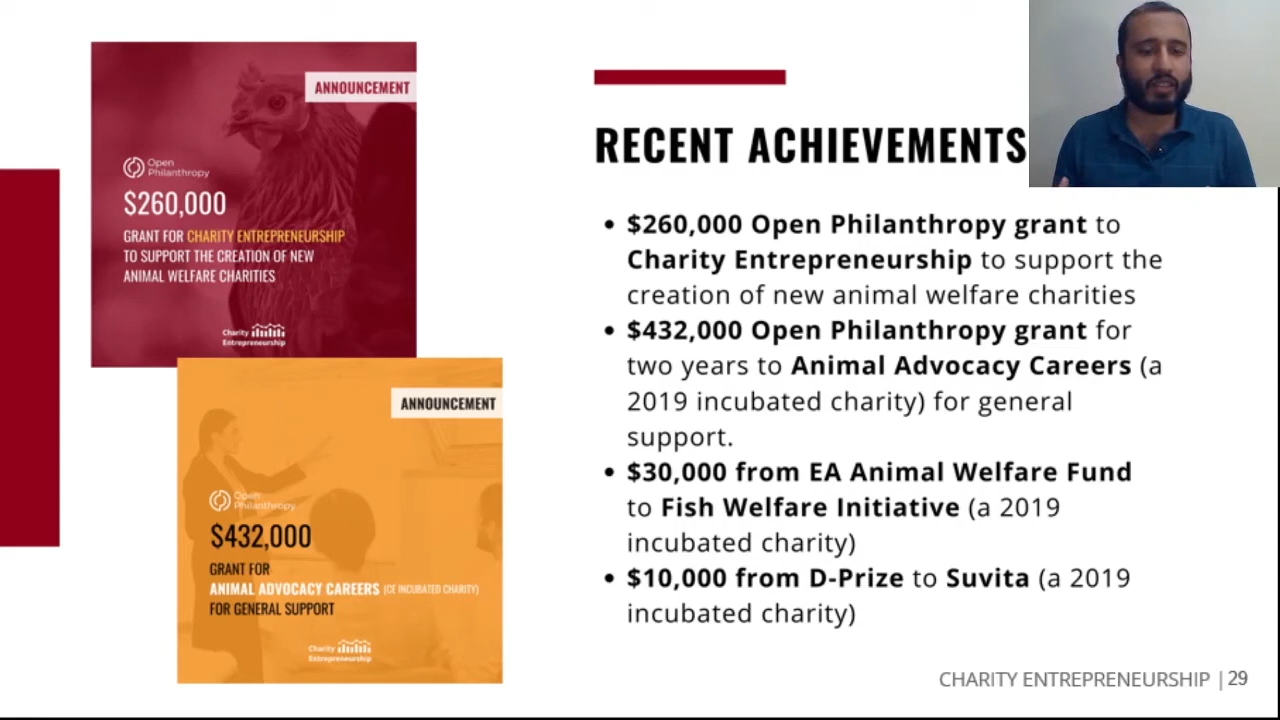 ANNOUNCEMENT
Open
Philanthropy
$260,000
GRANT FOR CHARITY ENTREPRENEURSHIP
TO SUPPORT THE CREATION OF NEW
ANIMAL WELFARE CHARITIES
Charity
Entrepreneurship
ANNOUNCEMENT
Open
Philanthropy
$432,000
GRANT FOR
ANIMAL ADVOCACY CAREERS (CE INCUBATED CHARITY)
FOR GENERAL SUPPORT
Charity
Entrepreneurship
RECENT ACHIEVEMENTS
• $260,000 Open Philanthropy grant to
Charity Entrepreneurship to support the
creation of new animal welfare charities
• $432,000 Open Philanthropy grant for
two years to Animal Advocacy Careers (a
2019 incubated charity) for general
support.
• $30,000 from EA Animal Welfare Fund
to Fish Welfare Initiative (a 2019
incubated charity)
• $10,000 from D-Prize to Suvita (a 2019
incubated charity)
CHARITY ENTREPRENEURSHIP | 29